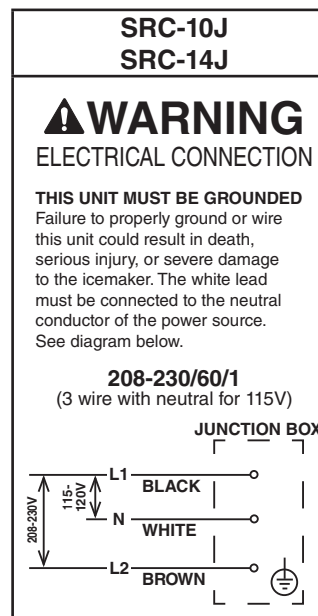 SRC-10J
SRC-14J
WARNING
ELECTRICAL CONNECTION
THIS UNIT MUST BE GROUNDED
Failure to properly ground or wire
this unit could result in death,
serious injury, or severe damage
to the icemaker. The white lead
must be connected to the neutral
conductor of the power source.
See diagram below.
208-230/60/1
(3 wire with neutral for 115V)
JUNCTION BOX
L1
BLACK
115-
120V
208-230V
N
WHITE
L2
BROWN